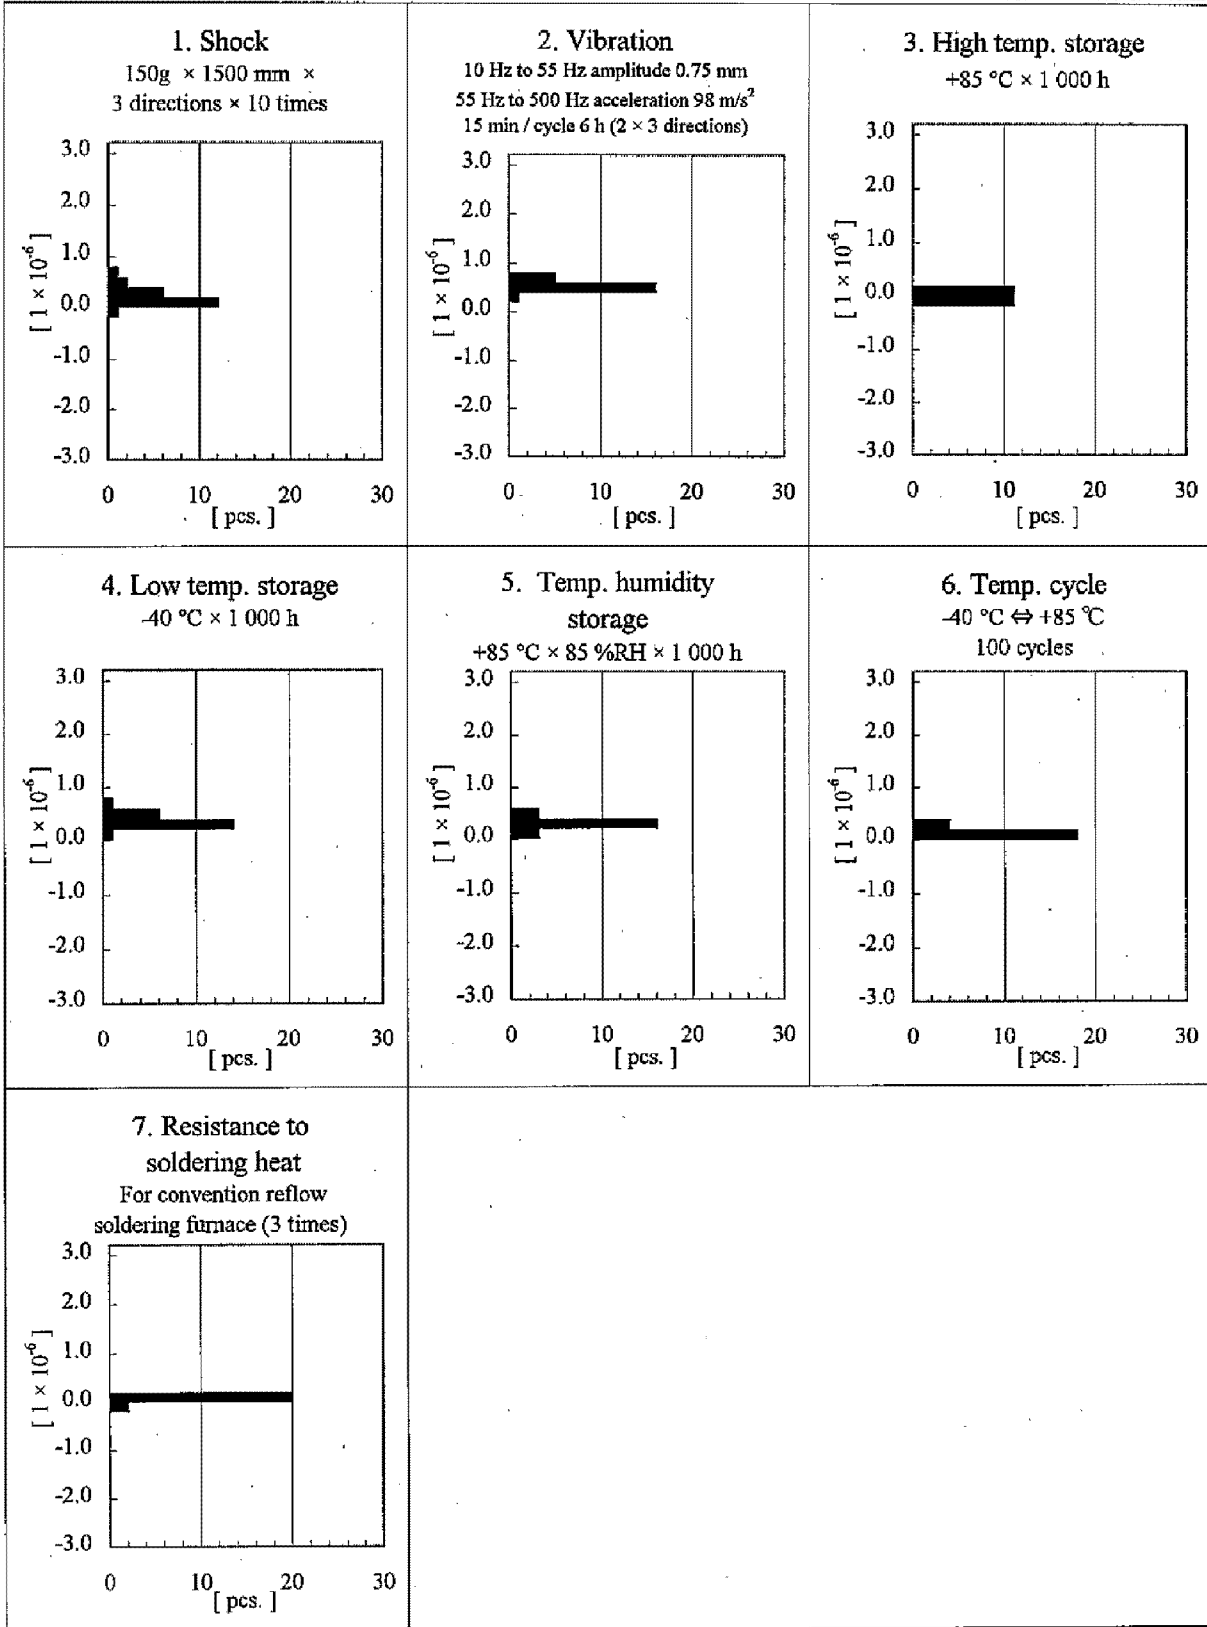 1. Shock
150g × 1500 mm ×
3 directions × 10 times
3.0
2.0
1.0
0.0
-1.0
-2.0
-3.0
[ 1 × 10⁻⁶ ]
0 10 20 30
[ pcs. ]
2. Vibration
10 Hz to 55 Hz amplitude 0.75 mm
55 Hz to 500 Hz acceleration 98 m/s²
15 min / cycle 6 h (2 × 3 directions)
3.0
2.0
1.0
0.0
-1.0
-2.0
-3.0
[ 1 × 10⁻⁶ ]
0 10 20 30
[ pcs. ]
3. High temp. storage
+85 °C × 1 000 h
3.0
2.0
1.0
0.0
-1.0
-2.0
-3.0
[ 1 × 10⁻⁶ ]
0 10 20 30
[ pcs. ]
4. Low temp. storage
-40 °C × 1 000 h
3.0
2.0
1.0
0.0
-1.0
-2.0
-3.0
[ 1 × 10⁻⁶ ]
0 10 20 30
[ pcs. ]
5. Temp. humidity
storage
+85 °C × 85 %RH × 1 000 h
3.0
2.0
1.0
0.0
-1.0
-2.0
-3.0
[ 1 × 10⁻⁶ ]
0 10 20 30
[ pcs. ]
6. Temp. cycle
-40 °C ⇔ +85 °C
100 cycles
3.0
2.0
1.0
0.0
-1.0
-2.0
-3.0
[ 1 × 10⁻⁶ ]
0 10 20 30
[ pcs. ]
7. Resistance to
soldering heat
For convention reflow
soldering furnace (3 times)
3.0
2.0
1.0
0.0
-1.0
-2.0
-3.0
[ 1 × 10⁻⁶ ]
0 10 20 30
[ pcs. ]